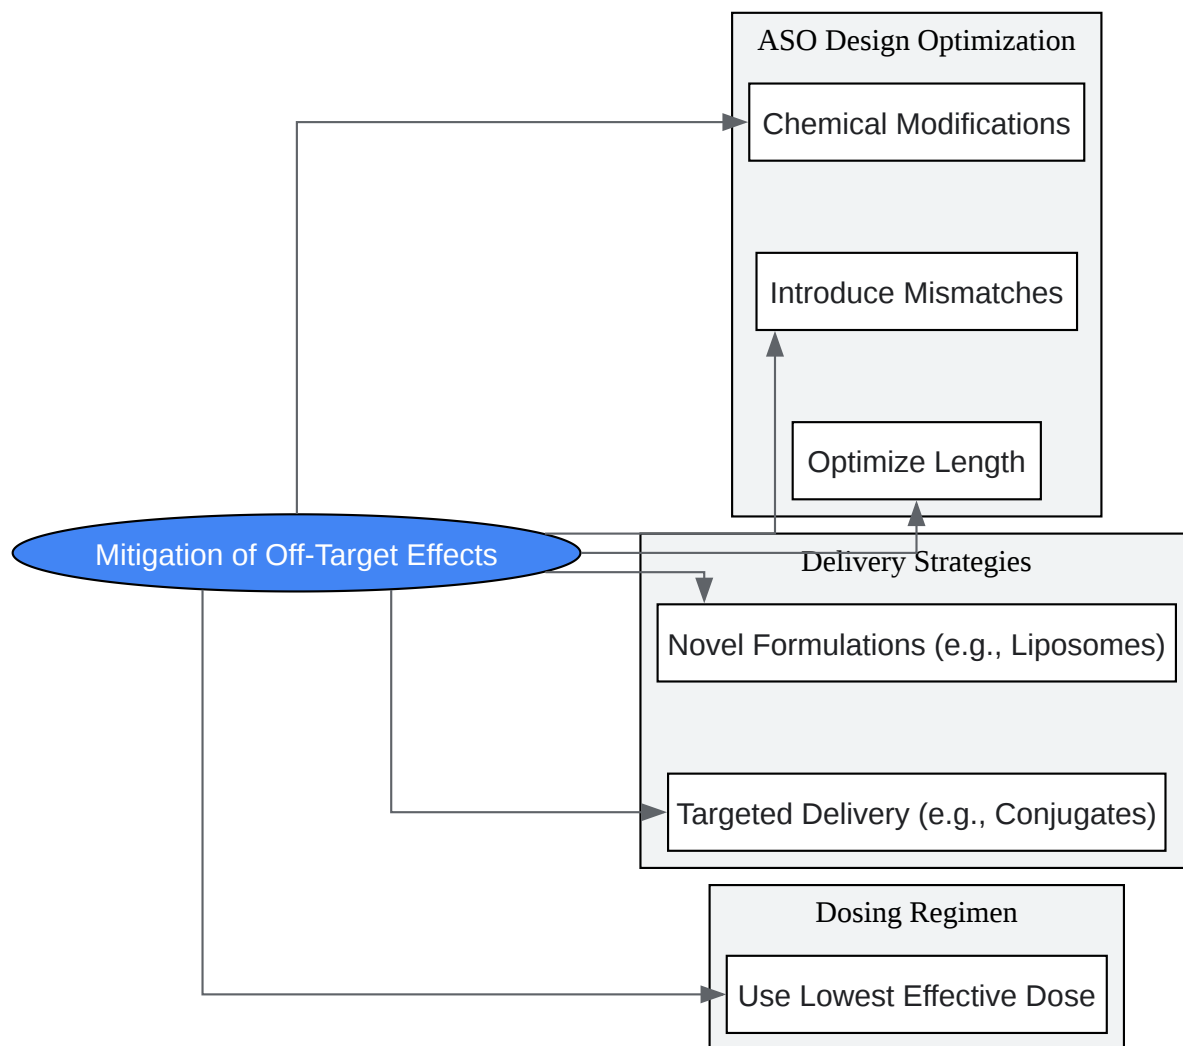 ASO Design Optimization
Chemical Modifications
Introduce Mismatches
Optimize Length
Mitigation of Off-Target Effects
Delivery Strategies
Novel Formulations (e.g., Liposomes)
Targeted Delivery (e.g., Conjugates)
Dosing Regimen
Use Lowest Effective Dose